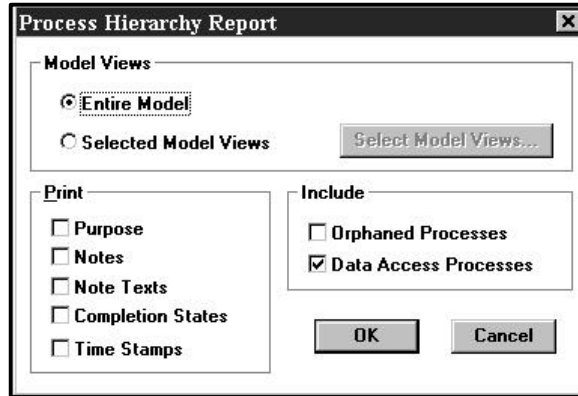 Process Hierarchy Report
Model Views
Entire Model
Selected Model Views
Select Model Views...
Print
Purpose
Notes
Note Texts
Completion States
Time Stamps
Include
Orphaned Processes
Data Access Processes
OK
Cancel